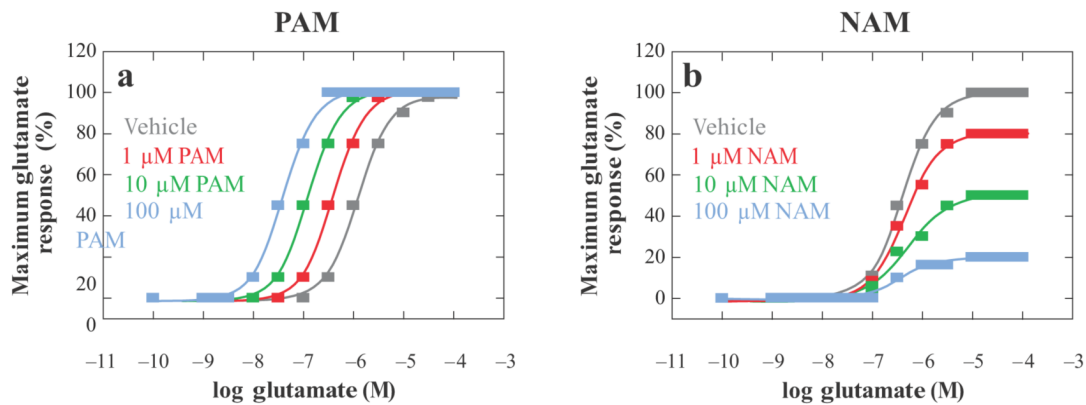 PAM
a
Maximum glutamate
response (%)
120
100
80
60
40
20
10
0
Vehicle
1 µM PAM
10 µM PAM
100 µM
PAM
–11 –10 –9 –8 –7 –6 –5 –4 –3
log glutamate (M)
NAM
b
Maximum glutamate
response (%)
120
100
80
60
40
20
0
Vehicle
1 µM NAM
10 µM NAM
100 µM NAM
–11 –10 –9 –8 –7 –6 –5 –4 –3
log glutamate (M)